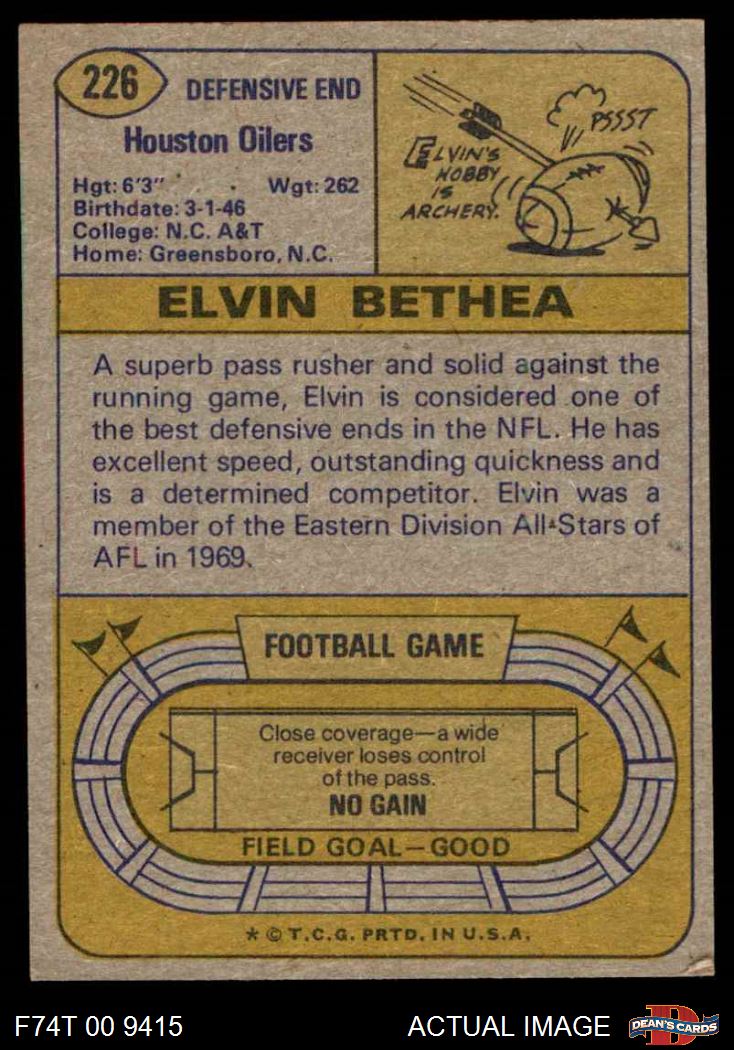 226
DEFENSIVE END
Houston Oilers
Hgt: 6'3"
Wgt: 262
Birthdate: 3-1-46
College: N.C. A&T
Home: Greensboro, N.C.
PSSST
ELVIN'S
HOBBY
IS
ARCHERY.
ELVIN BETHEA
A superb pass rusher and solid against the
running game, Elvin is considered one of
the best defensive ends in the NFL. He has
excellent speed, outstanding quickness and
is a determined competitor. Elvin was a
member of the Eastern Division All-Stars of
AFL in 1969.
FOOTBALL GAME
Close coverage—a wide
receiver loses control
of the pass.
NO GAIN
FIELD GOAL—GOOD
* © T.C.G. PRTD. IN U.S.A.
F74T 00 9415
ACTUAL IMAGE
D
DEAN'S CARDS